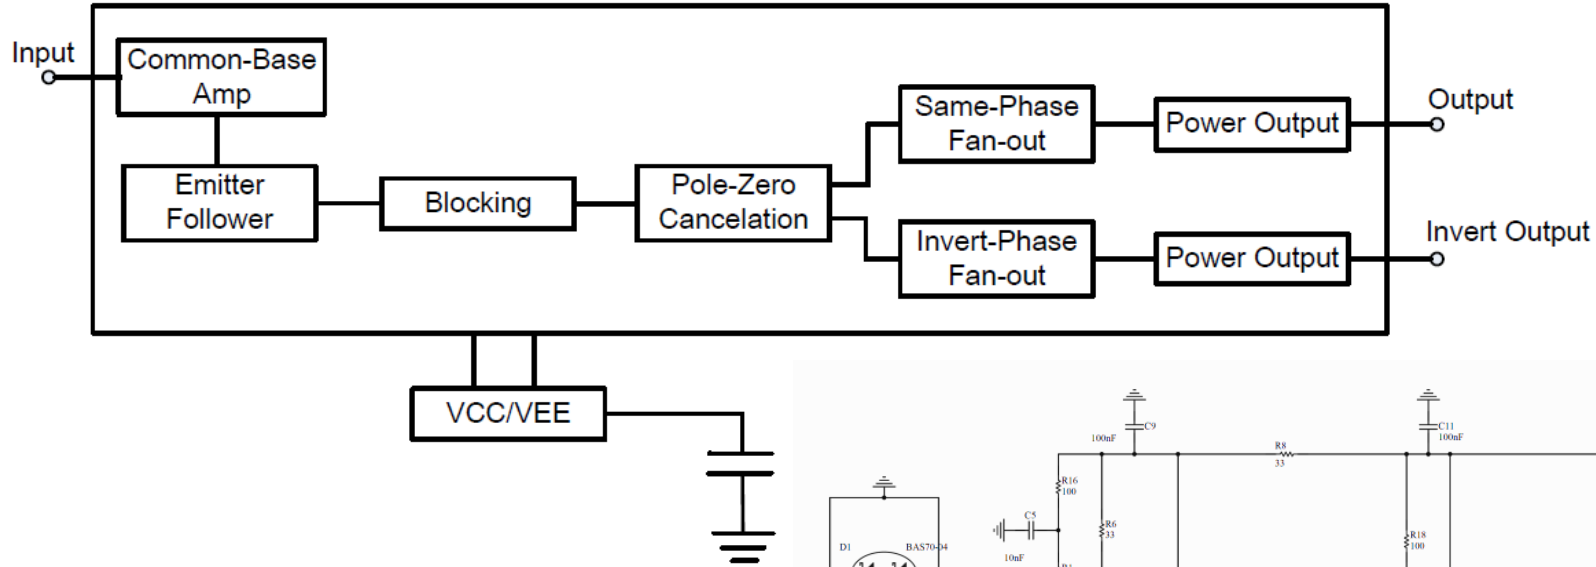 Input
Common-Base
Amp
Emitter
Follower
Blocking
Pole-Zero
Cancelation
Same-Phase
Fan-out
Power Output
Output
Invert-Phase
Fan-out
Power Output
Invert Output
VCC/VEE
C9
100nF
C11
100nF
R8
33
R16
100
C5
10nF
R6
33
R18
100
D1
BAS70-04